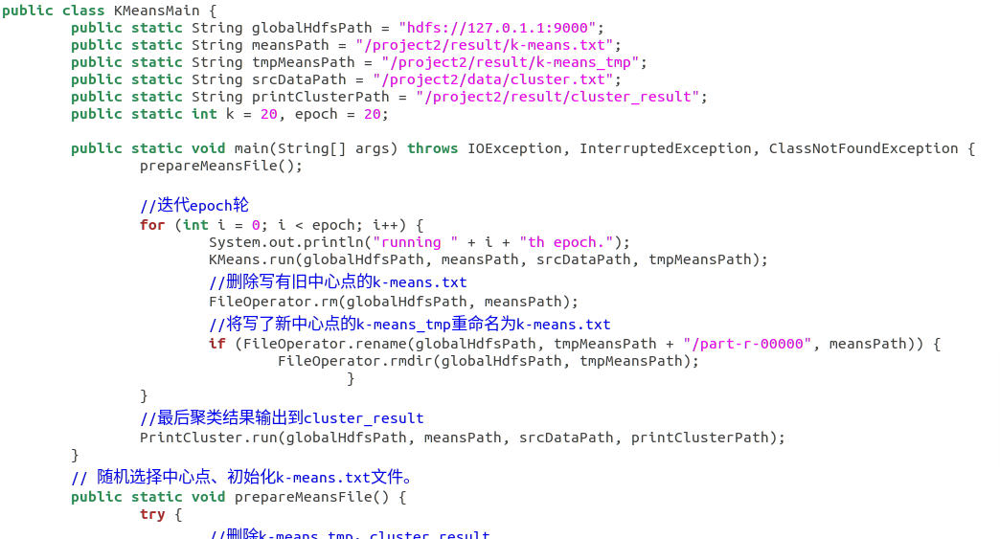 public class KMeansMain {
public static String globalHdfsPath = "hdfs://127.0.1.1:9000";
public static String meansPath = "/project2/result/k-means.txt";
public static String tmpMeansPath = "/project2/result/k-means_tmp";
public static String srcDataPath = "/project2/data/cluster.txt";
public static String printClusterPath = "/project2/result/cluster_result";
public static int k = 20, epoch = 20;
public static void main(String[] args) throws IOException, InterruptedException, ClassNotFoundException {
prepareMeansFile();
//迭代epoch轮
for (int i = 0; i < epoch; i++) {
System.out.println("running " + i + "th epoch.");
KMeans.run(globalHdfsPath, meansPath, srcDataPath, tmpMeansPath);
//删除写有旧中心点的k-means.txt
FileOperator.rm(globalHdfsPath, meansPath);
//将写了新中心点的k-means_tmp重命名为k-means.txt
if (FileOperator.rename(globalHdfsPath, tmpMeansPath + "/part-r-00000", meansPath)) {
FileOperator.rmdir(globalHdfsPath, tmpMeansPath);
}
}
//最后聚类结果输出到cluster_result
PrintCluster.run(globalHdfsPath, meansPath, srcDataPath, printClusterPath);
}
// 随机选择中心点、初始化k-means.txt文件。
public static void prepareMeansFile() {
try {
//删除k-means_tmp，cluster_result